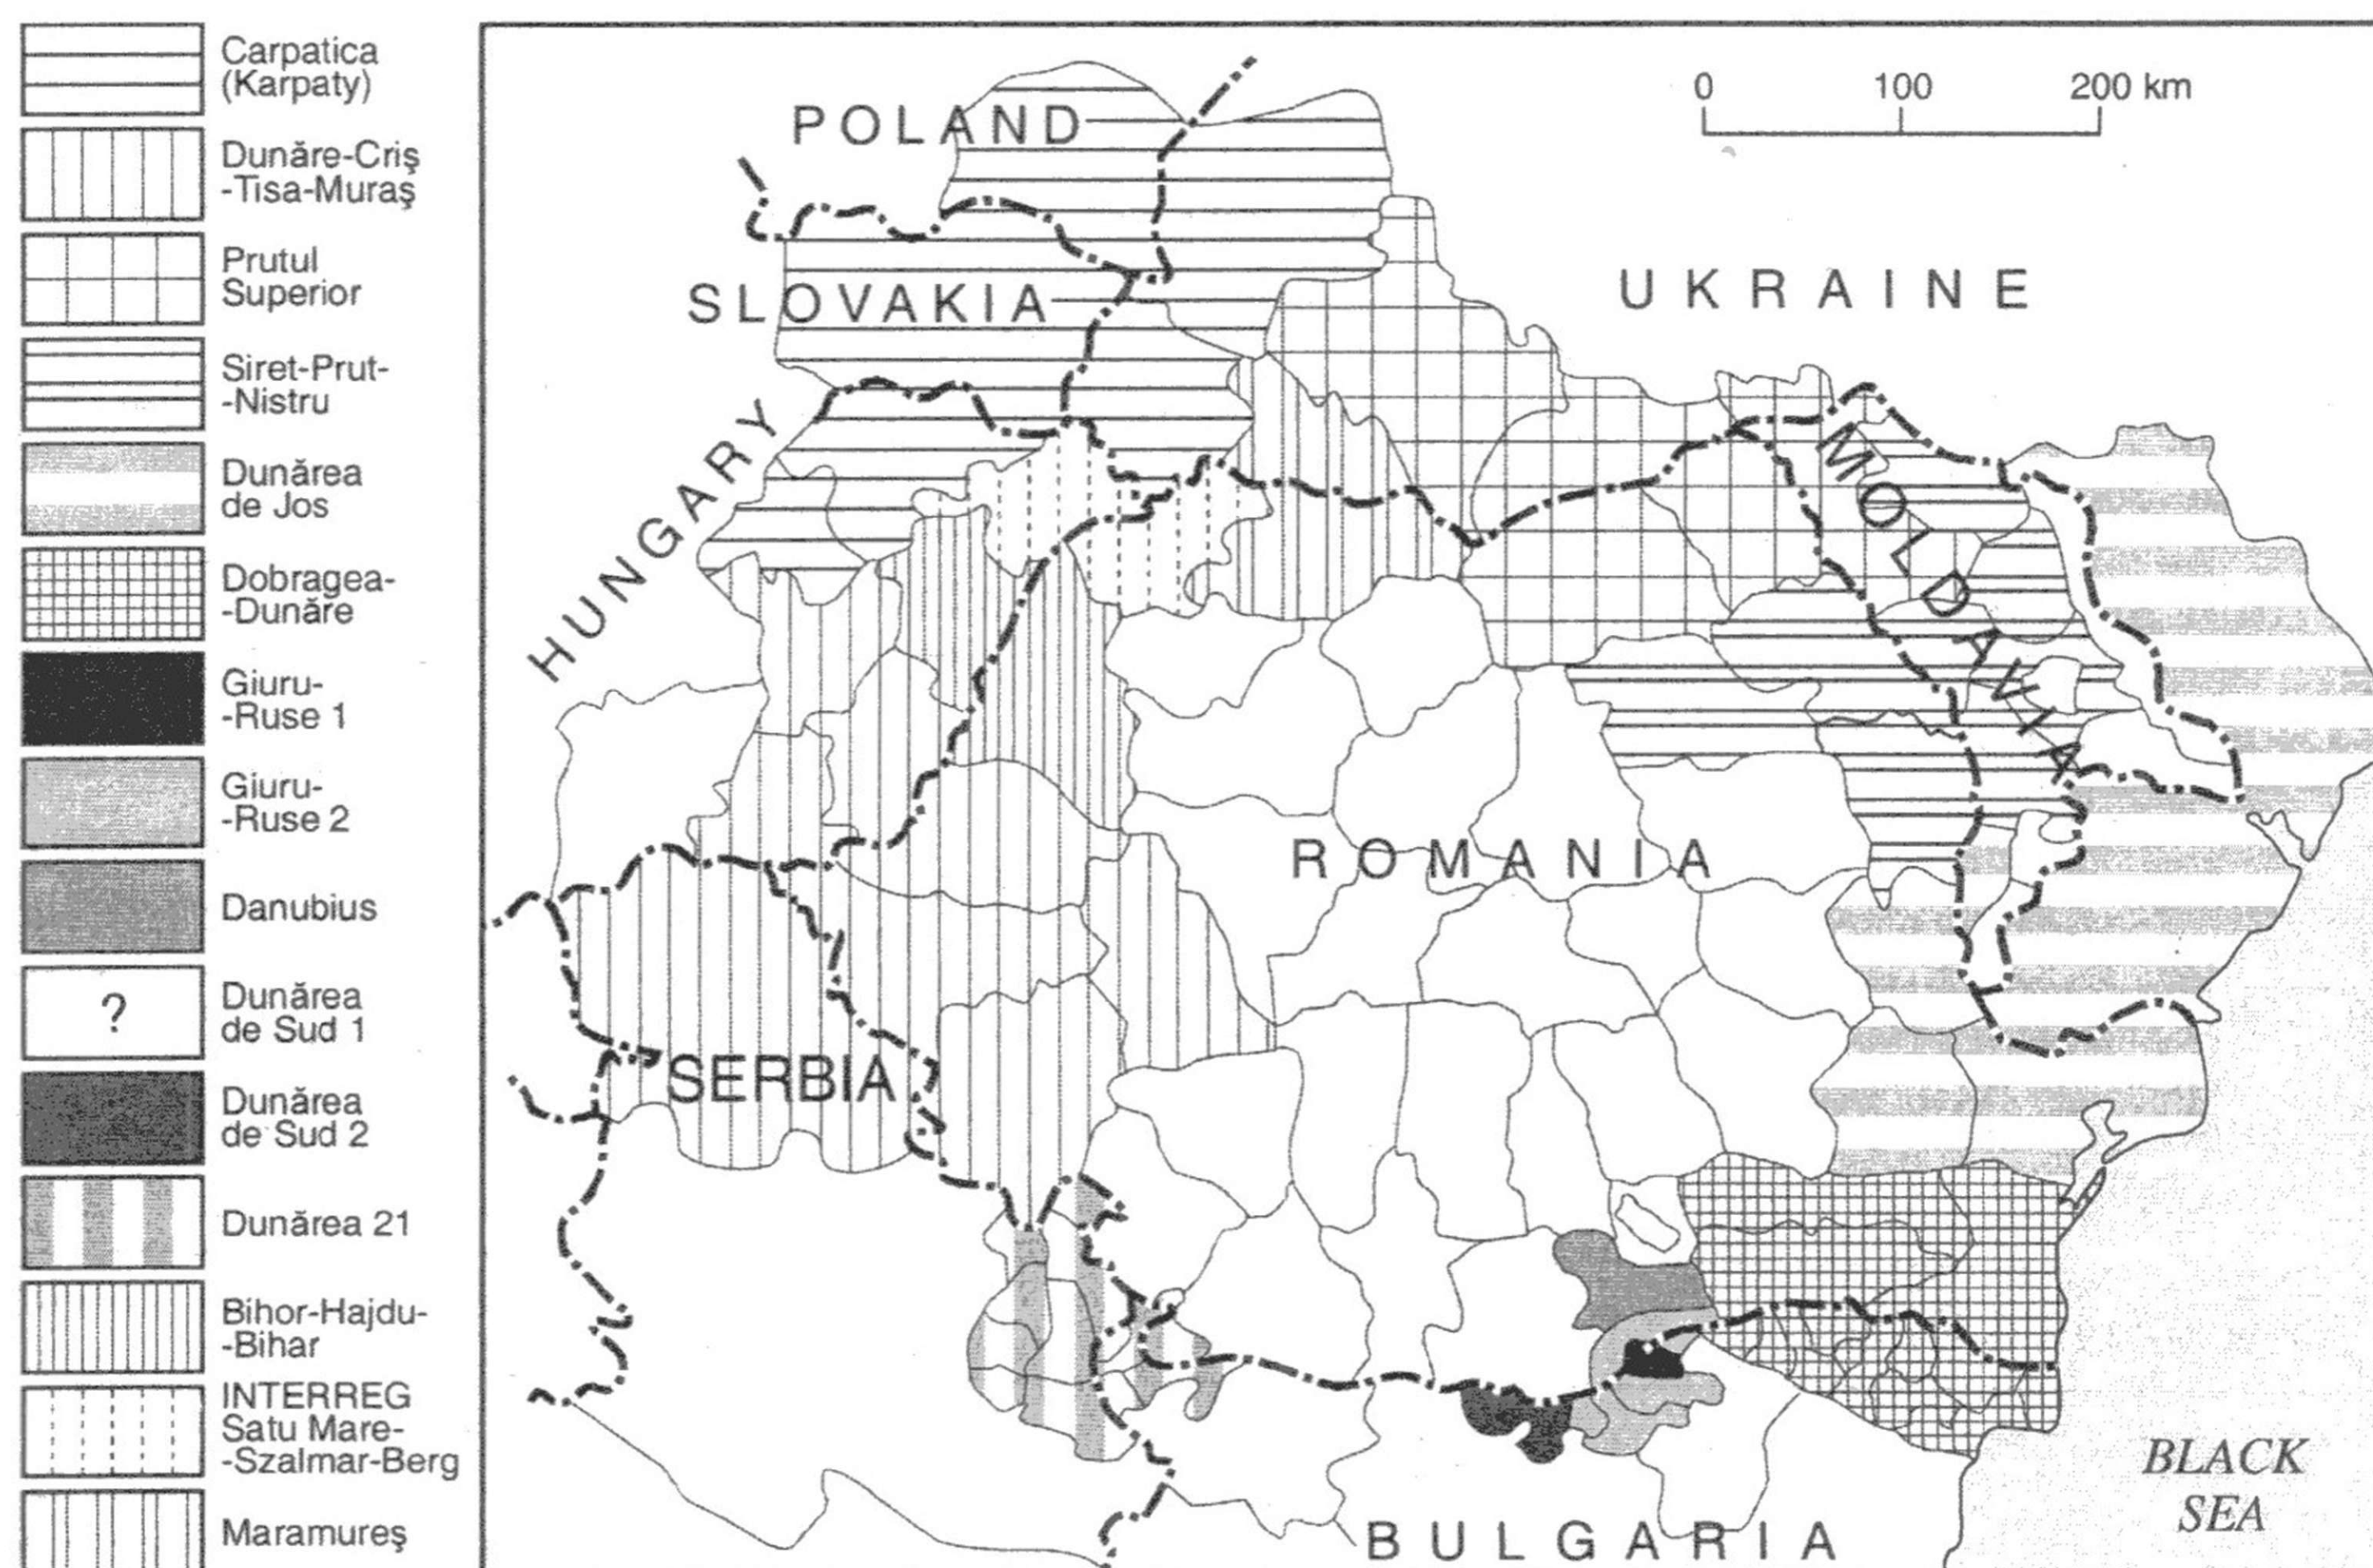 Carpatica
(Karpaty)
Dunăre-Criş
-Tisa-Muraş
Prutul
Superior
Siret-Prut-
-Nistru
Dunărea
de Jos
Dobragea-
-Dunăre
Giuru-
-Ruse 1
Giuru-
-Ruse 2
Danubius
?
Dunărea
de Sud 1
Dunărea
de Sud 2
Dunărea 21
Bihor-Hajdu-
-Bihar
INTERREG
Satu Mare-
-Szalmar-Berg
Maramureş
0 100 200 km
POLAND
SLOVAKIA
UKRAINE
HUNGARY
MOLDAVIA
ROMANIA
SERBIA
BULGARIA
BLACK
SEA